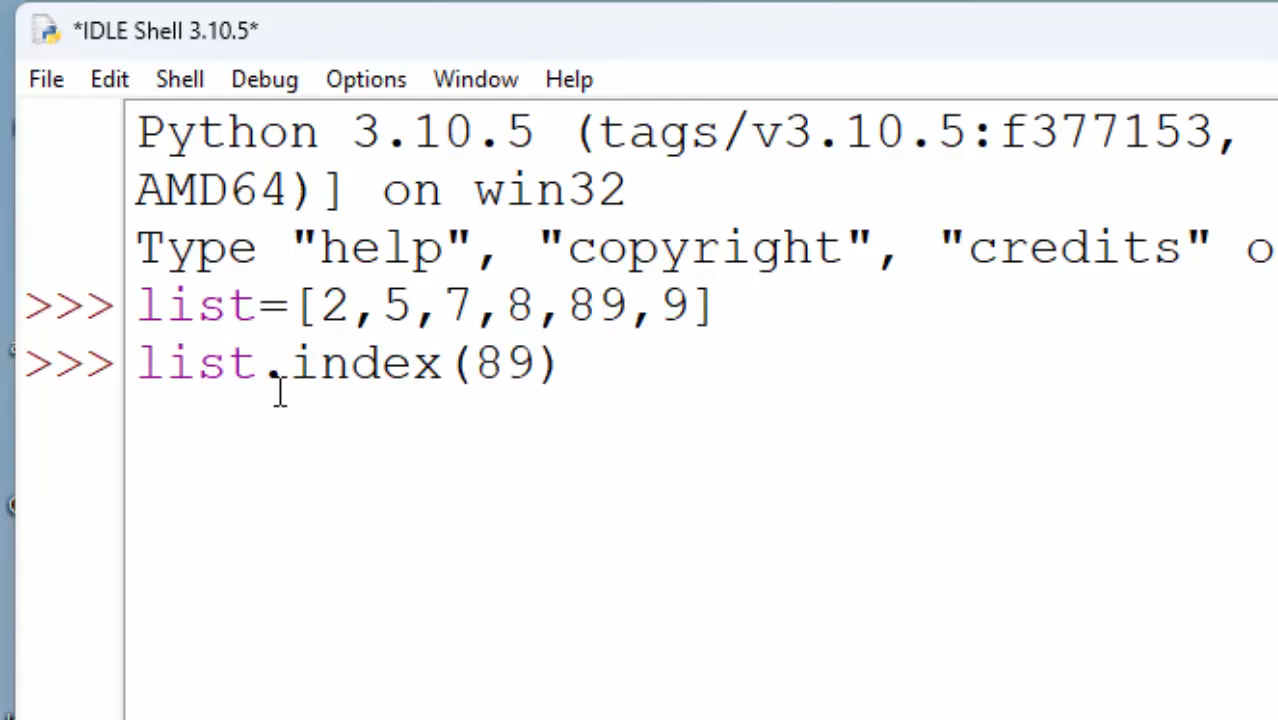 *IDLE Shell 3.10.5*
File Edit Shell Debug Options Window Help
Python 3.10.5 (tags/v3.10.5:f377153,
AMD64)] on win32
Type "help", "copyright", "credits" o
>>> list=[2,5,7,8,89,9]
>>> list.index(89)